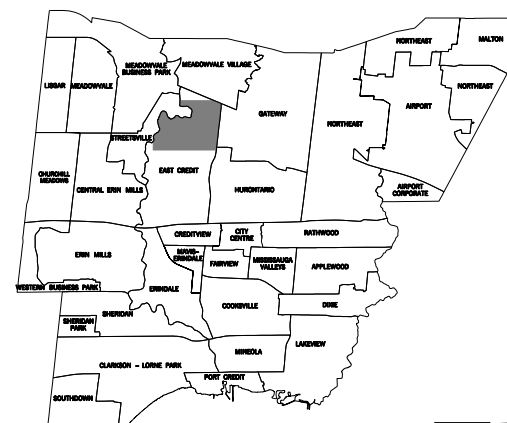 NORTHEAST
MALTON
MEADOWVALE
BUSINESS PARK
MEADOWVALE VILLAGE
LISGAR
MEADOWVALE
NORTHEAST
AIRPORT
GATEWAY
NORTHEAST
STREETSVILLE
EAST CREDIT
CHURCHILL
MEADOWS
CENTRAL ERIN MILLS
HURONTARIO
AIRPORT
CORPORATE
CREDITVIEW
CITY
CENTRE
RATHWOOD
ERIN MILLS
MAVIS-
ERINDALE
FAIRVIEW
MISSISSAUGA
VALLEYS
APPLEWOOD
WESTERN BUSINESS PARK
ERINDALE
COOKSVILLE
DIXIE
SHERIDAN
SHERIDAN
PARK
LAKEVIEW
MINEOLA
CLARKSON - LORNE PARK
PORT CREDIT
SOUTHDOWN